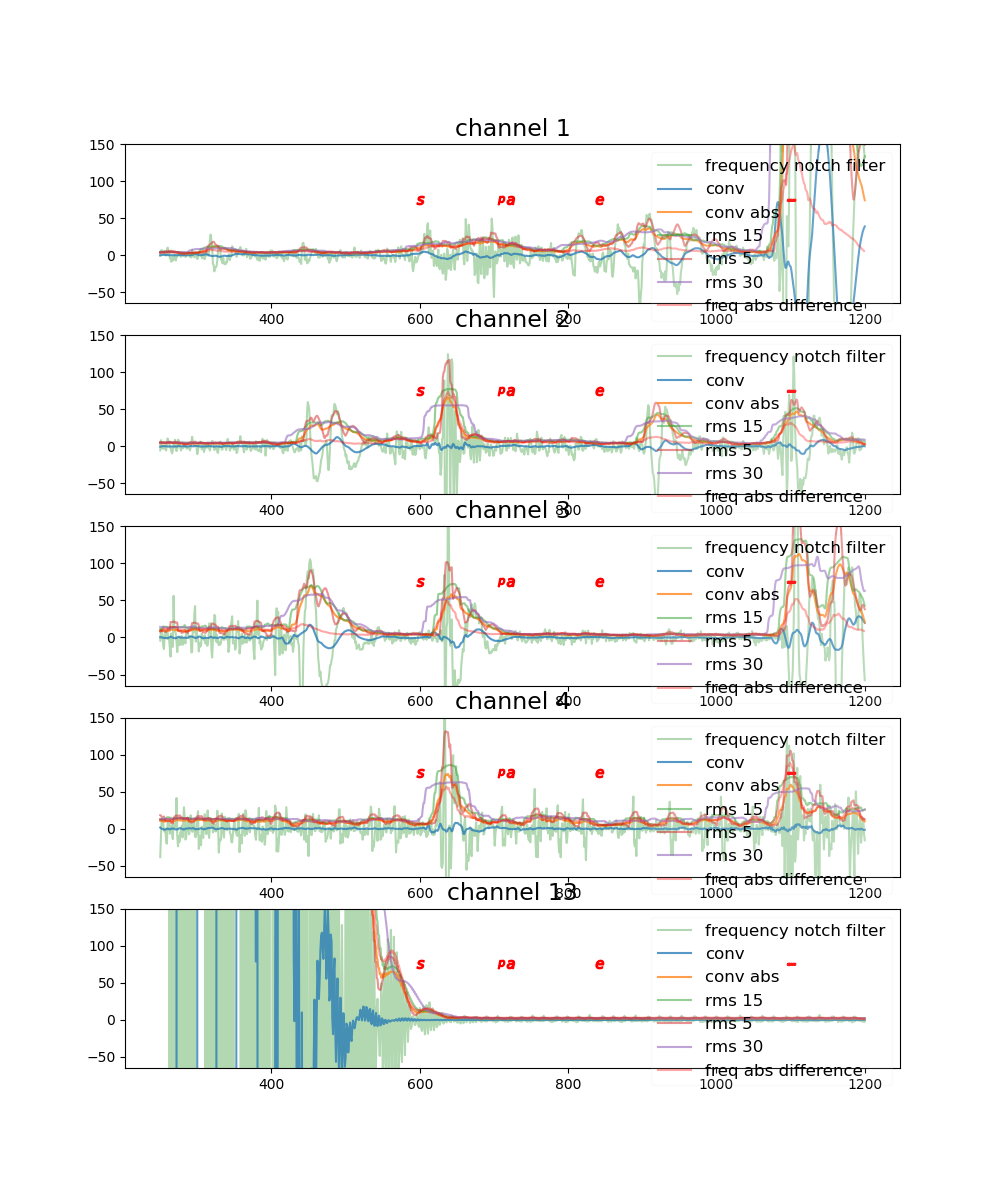 channel 1
150
100
50
0
−50
400
600
800
1000
1200
s
p
a
e
-
frequency notch filter
conv
conv abs
rms 15
rms 5
rms 30
freq abs difference
channel 2
150
100
50
0
−50
400
600
800
1000
1200
s
p
a
e
-
frequency notch filter
conv
conv abs
rms 15
rms 5
rms 30
freq abs difference
channel 3
150
100
50
0
−50
400
600
800
1000
1200
s
p
a
e
-
frequency notch filter
conv
conv abs
rms 15
rms 5
rms 30
freq abs difference
channel 4
150
100
50
0
−50
400
600
800
1000
1200
s
p
a
e
-
frequency notch filter
conv
conv abs
rms 15
rms 5
rms 30
freq abs difference
channel 13
150
100
50
0
−50
400
600
800
1000
1200
s
p
a
e
-
frequency notch filter
conv
conv abs
rms 15
rms 5
rms 30
freq abs difference